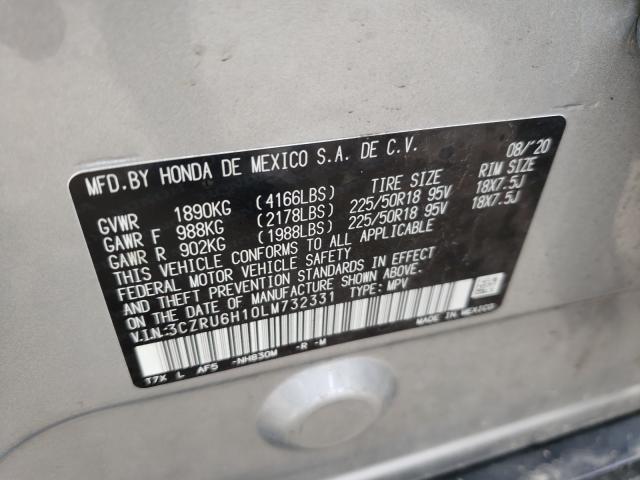 MFD.BY HONDA DE MEXICO S.A. DE C.V. 08/'20
TIRE SIZE RIM SIZE
GVWR 1890KG (4166LBS)
GAWR F 988KG (2178LBS) 225/50R18 95V 18X7.5J
GAWR R 902KG (1988LBS) 225/50R18 95V 18X7.5J
THIS VEHICLE CONFORMS TO ALL APPLICABLE
FEDERAL MOTOR VEHICLE SAFETY
AND THEFT PREVENTION STANDARDS IN EFFECT
ON THE DATE OF MANUFACTURE SHOWN ABOVE.
V.I.N:3CZRU6H10LM732331 TYPE: MPV
MADE IN MEXICO
T7X L AF5 -NH830M -R -M